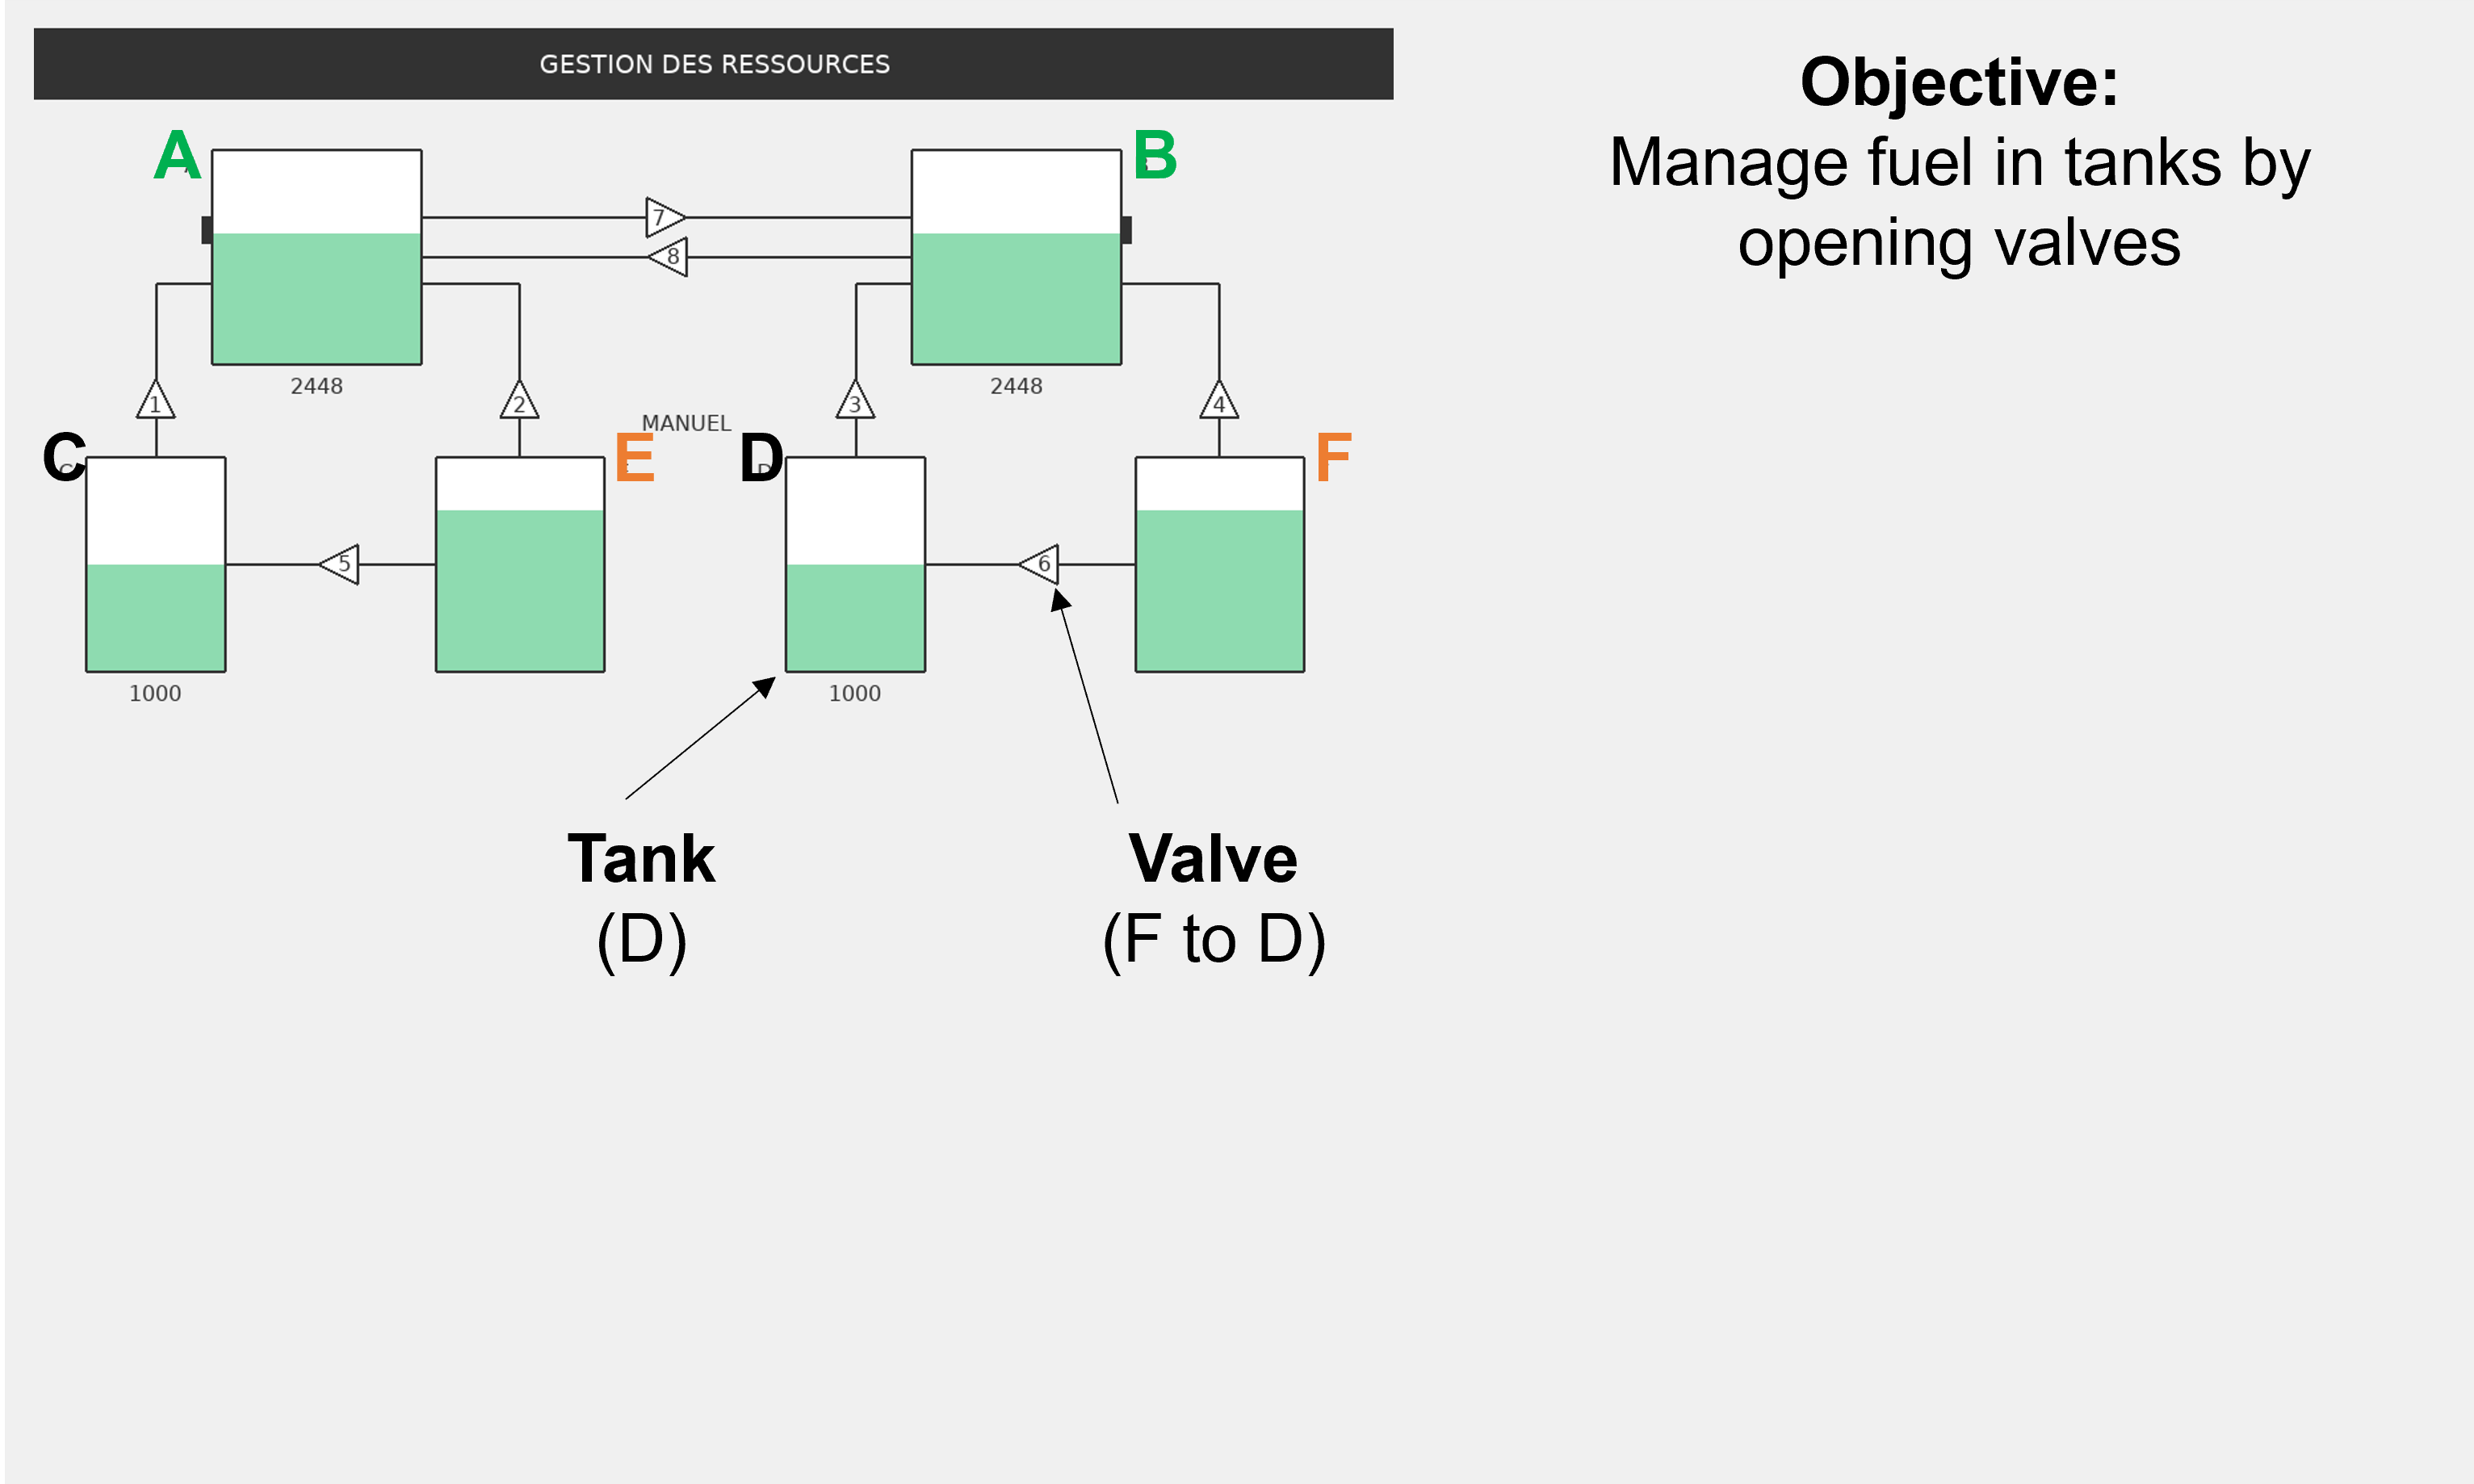 GESTION DES RESSOURCES
Objective:
Manage fuel in tanks by
opening valves
A
B
7
8
2448
2448
1
2
3
4
MANUEL
C
E
D
F
5
6
1000
1000
Tank
(D)
Valve
(F to D)